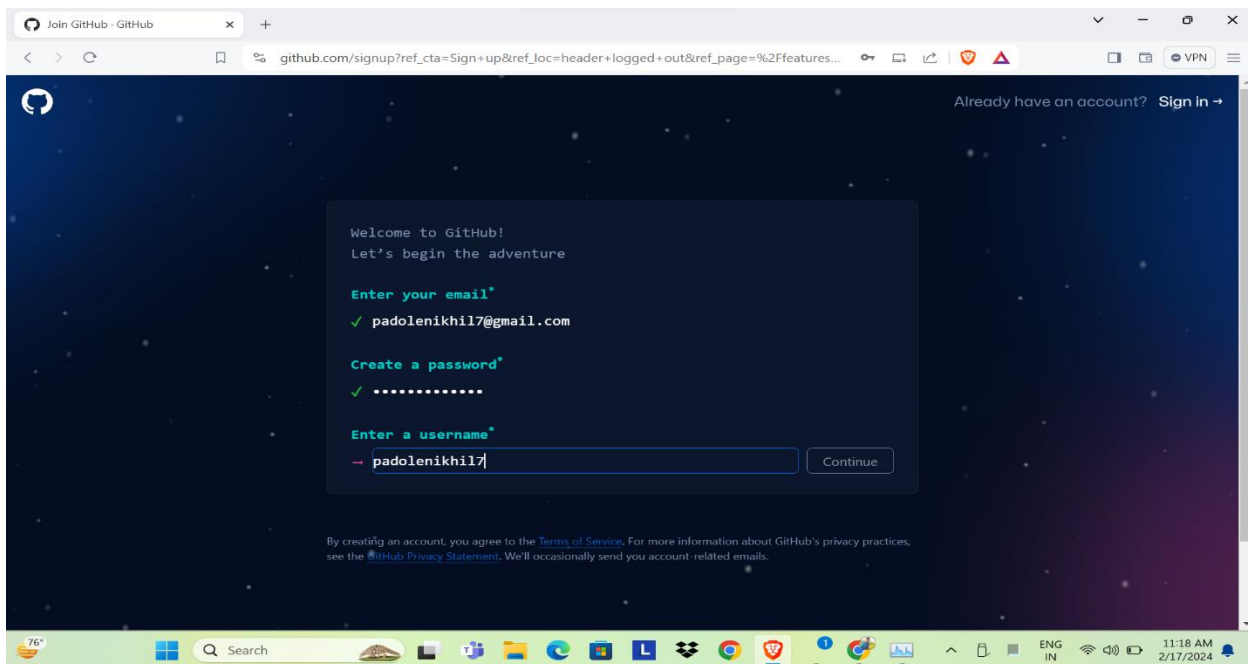 Join GitHub · GitHub
github.com/signup?ref_cta=Sign+up&ref_loc=header+logged+out&ref_page=%2Ffeatures...
VPN
Already have an account? Sign in →
Welcome to GitHub!
Let's begin the adventure
Enter your email*
✓ padolenikhil7@gmail.com
Create a password*
✓ •••••••••••••
Enter a username*
→ padolenikhil7
Continue
By creating an account, you agree to the Terms of Service. For more information about GitHub's privacy practices,
see the GitHub Privacy Statement. We'll occasionally send you account-related emails.
76°
Search
L
1
ENG
IN
11:18 AM
2/17/2024